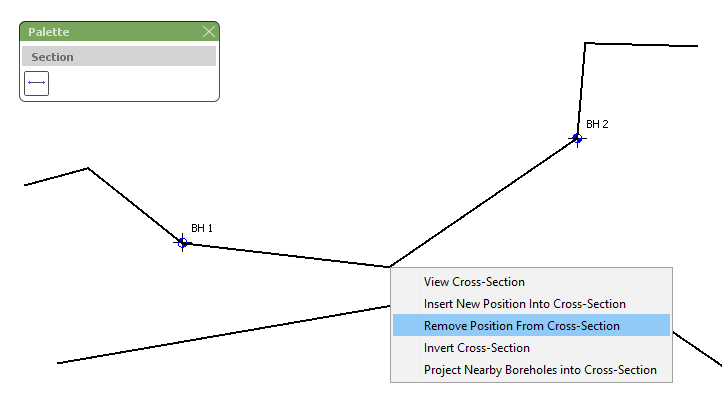 Palette
Section
BH 2
BH 1
View Cross-Section
Insert New Position Into Cross-Section
Remove Position From Cross-Section
Invert Cross-Section
Project Nearby Boreholes into Cross-Section